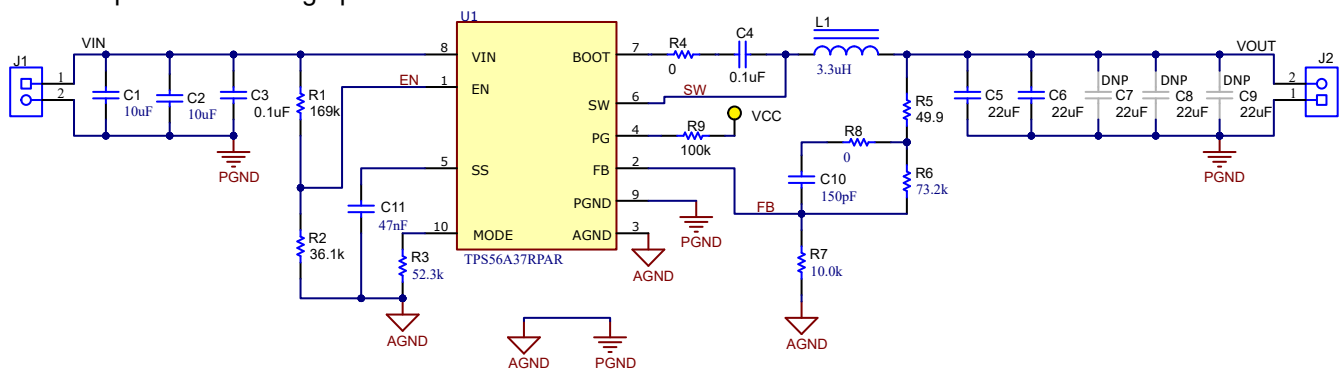 U1
J1
VIN
1
2
C1
10uF
C2
10uF
C3
0.1uF
PGND
EN
R1
169k
R2
36.1k
C11
47nF
R3
52.3k
AGND
8
VIN
1
EN
5
SS
10
MODE
BOOT
7
SW
6
PG
4
FB
2
PGND
9
AGND
3
TPS56A37RPAR
R4
0
C4
0.1uF
SW
L1
3.3uH
R9
100k
VCC
FB
PGND
AGND
R8
0
C10
150pF
R5
49.9
R6
73.2k
R7
10.0k
AGND
AGND
PGND
C5
22uF
C6
22uF
DNP
C7
22uF
DNP
C8
22uF
DNP
C9
22uF
PGND
VOUT
J2
2
1